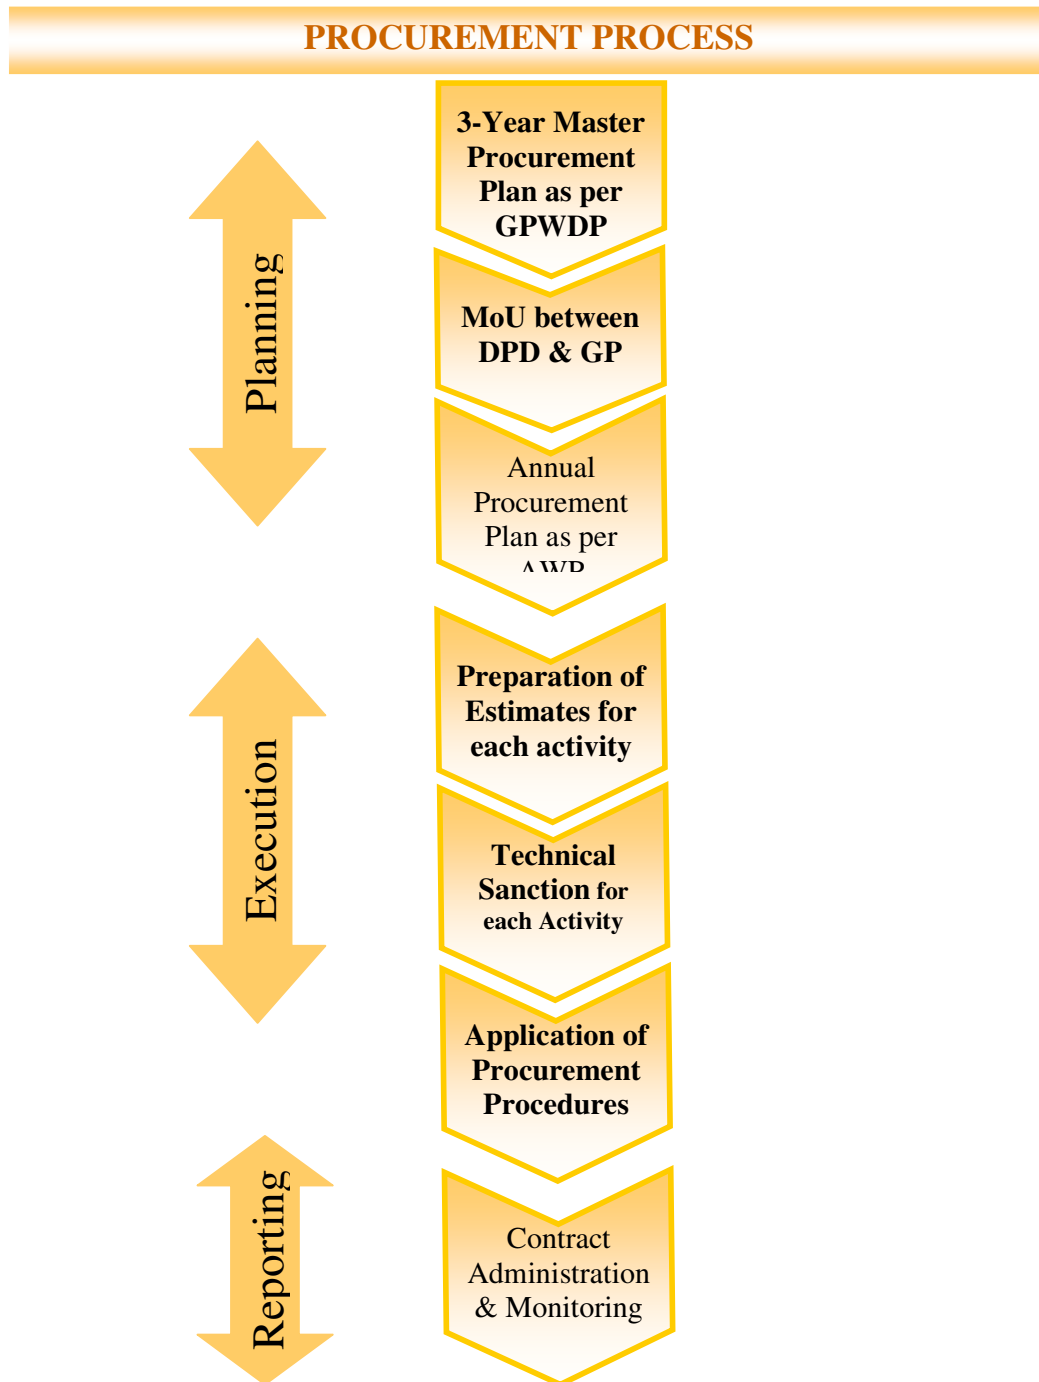 PROCUREMENT PROCESS
3-Year Master
Procurement
Plan as per
GPWDP
Planning
MoU between
DPD & GP
Annual
Procurement
Plan as per
Execution
Preparation of
Estimates for
each activity
Technical
Sanction for
each Activity
Application of
Procurement
Procedures
Reporting
Contract
Administration
& Monitoring